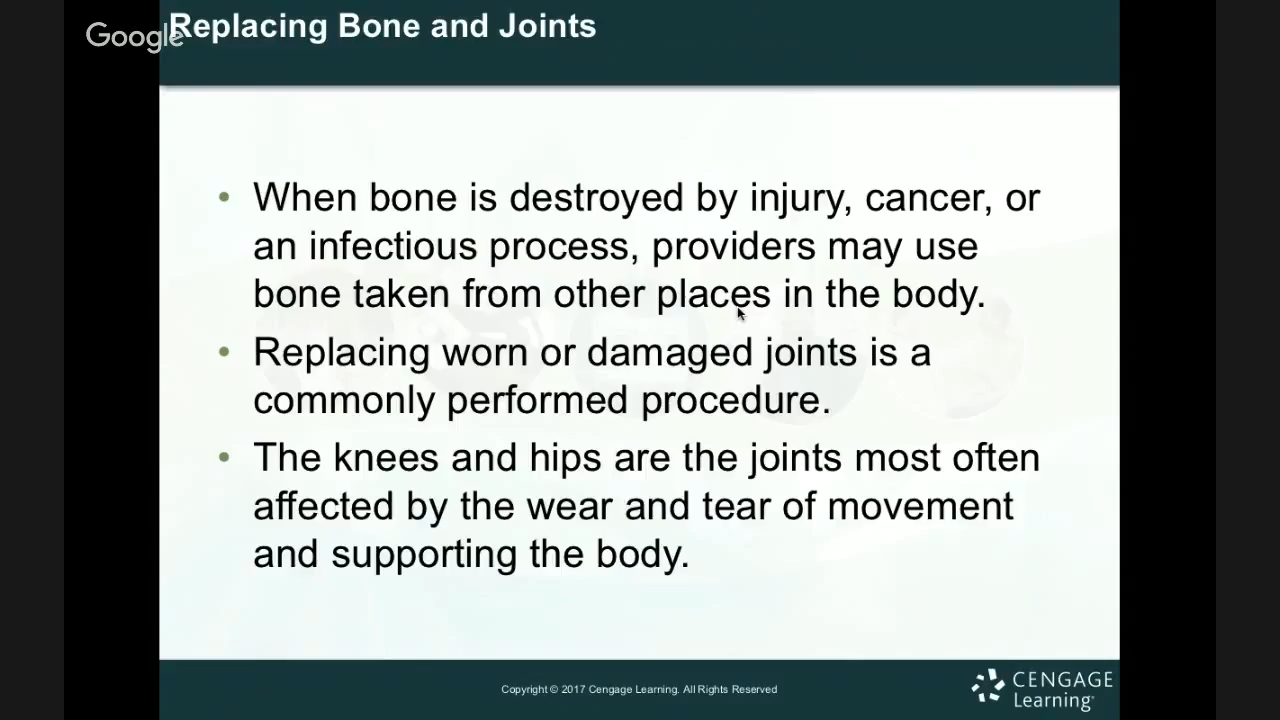 Google
Replacing Bone and Joints
• When bone is destroyed by injury, cancer, or
an infectious process, providers may use
bone taken from other places in the body.
• Replacing worn or damaged joints is a
commonly performed procedure.
• The knees and hips are the joints most often
affected by the wear and tear of movement
and supporting the body.
Copyright © 2017 Cengage Learning. All Rights Reserved
CENGAGE
Learning